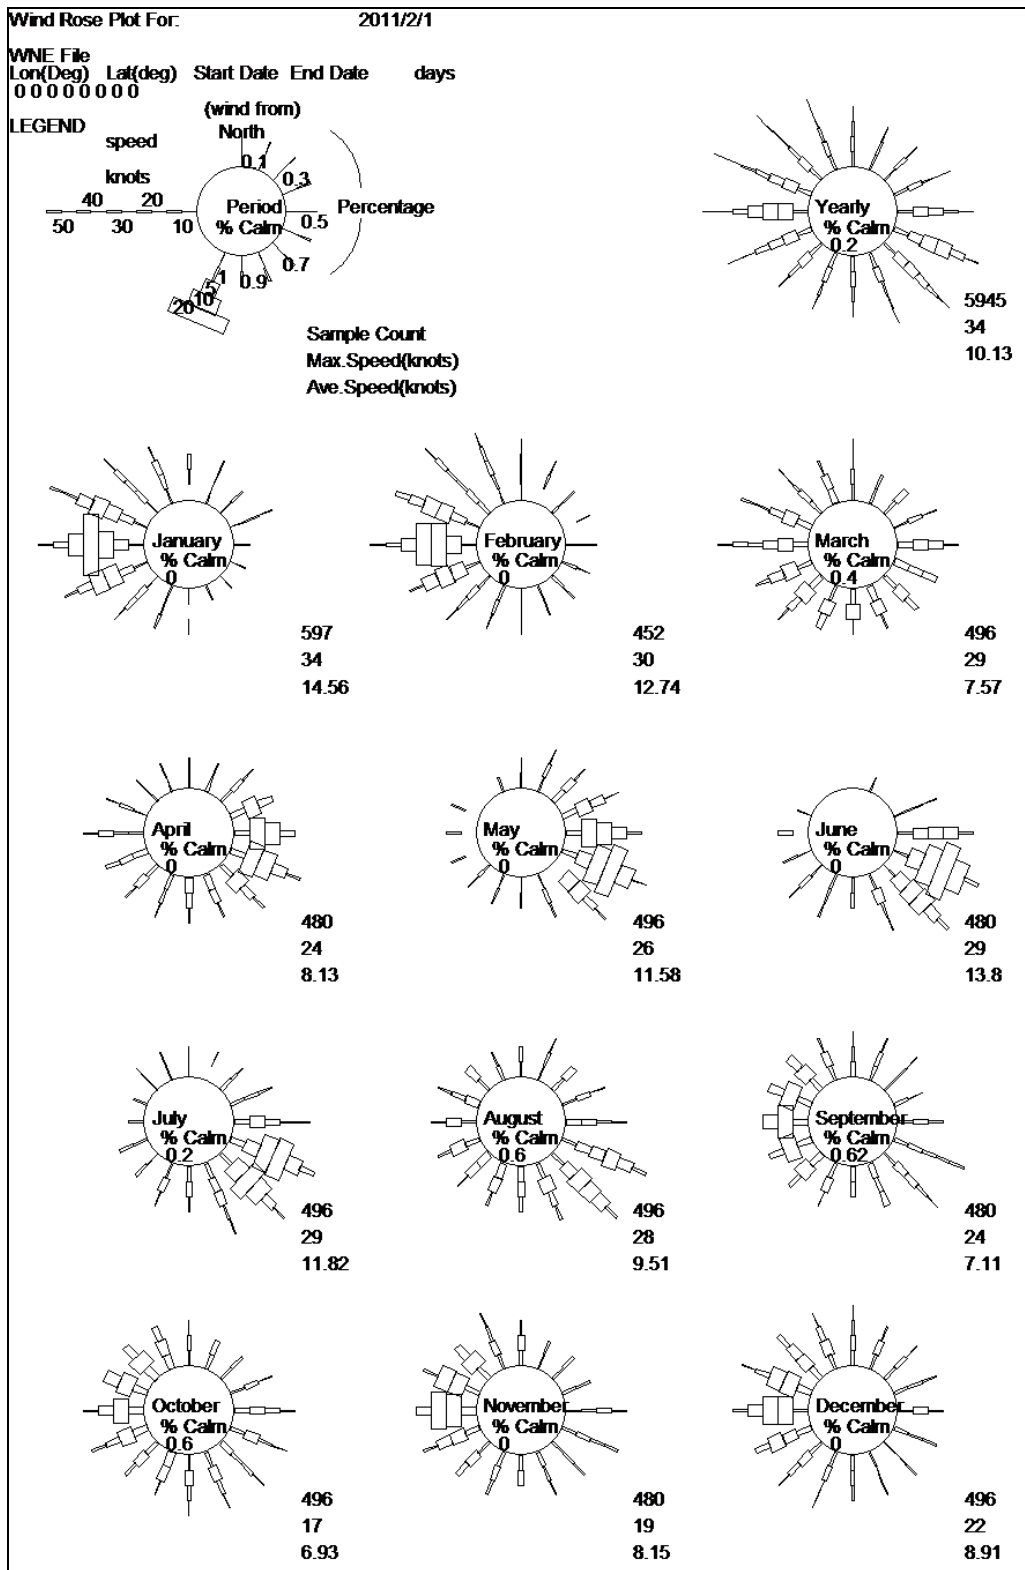 Wind Rose Plot For: 2011/2/1
WNE File
Lon(Deg) Lat(deg) Start Date End Date days
0 0 0 0 0 0 0 0
LEGEND
speed
knots
40 20
50 30 10
(wind from)
North
0.1
0.3
0.5
0.7
0.9
1
5
10
20
Period
% Calm
Percentage
Sample Count
Max.Speed(knots)
Ave.Speed(knots)
Yearly
% Calm
0.2
5945
34
10.13
January
% Calm
0
597
34
14.56
February
% Calm
0
452
30
12.74
March
% Calm
0.4
496
29
7.57
April
% Calm
0
480
24
8.13
May
% Calm
0
496
26
11.58
June
% Calm
0
480
29
13.8
July
% Calm
0.2
496
29
11.82
August
% Calm
0.6
496
28
9.51
September
% Calm
0.62
480
24
7.11
October
% Calm
0.6
496
17
6.93
November
% Calm
0
480
19
8.15
December
% Calm
0
496
22
8.91